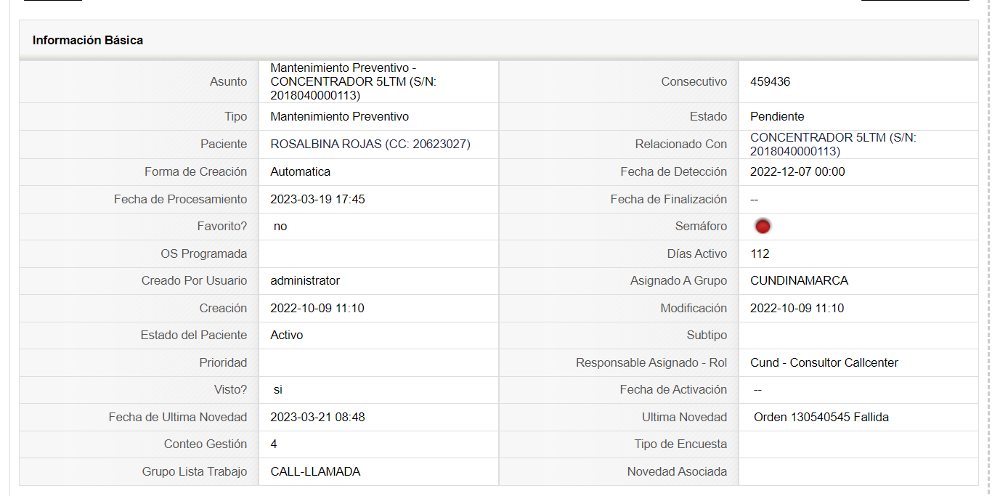 Información Básica
Asunto
Mantenimiento Preventivo -
CONCENTRADOR 5LTM (S/N:
2018040000113)
Consecutivo
459436
Tipo
Mantenimiento Preventivo
Estado
Pendiente
Paciente
ROSALBINA ROJAS (CC: 20623027)
Relacionado Con
CONCENTRADOR 5LTM (S/N:
2018040000113)
Forma de Creación
Automatica
Fecha de Detección
2022-12-07 00:00
Fecha de Procesamiento
2023-03-19 17:45
Fecha de Finalización
--
Favorito?
no
Semáforo
OS Programada
Días Activo
112
Creado Por Usuario
administrator
Asignado A Grupo
CUNDINAMARCA
Creación
2022-10-09 11:10
Modificación
2022-10-09 11:10
Estado del Paciente
Activo
Subtipo
Prioridad
Responsable Asignado - Rol
Cund - Consultor Callcenter
Visto?
si
Fecha de Activación
--
Fecha de Ultima Novedad
2023-03-21 08:48
Ultima Novedad
Orden 130540545 Fallida
Conteo Gestión
4
Tipo de Encuesta
Grupo Lista Trabajo
CALL-LLAMADA
Novedad Asociada